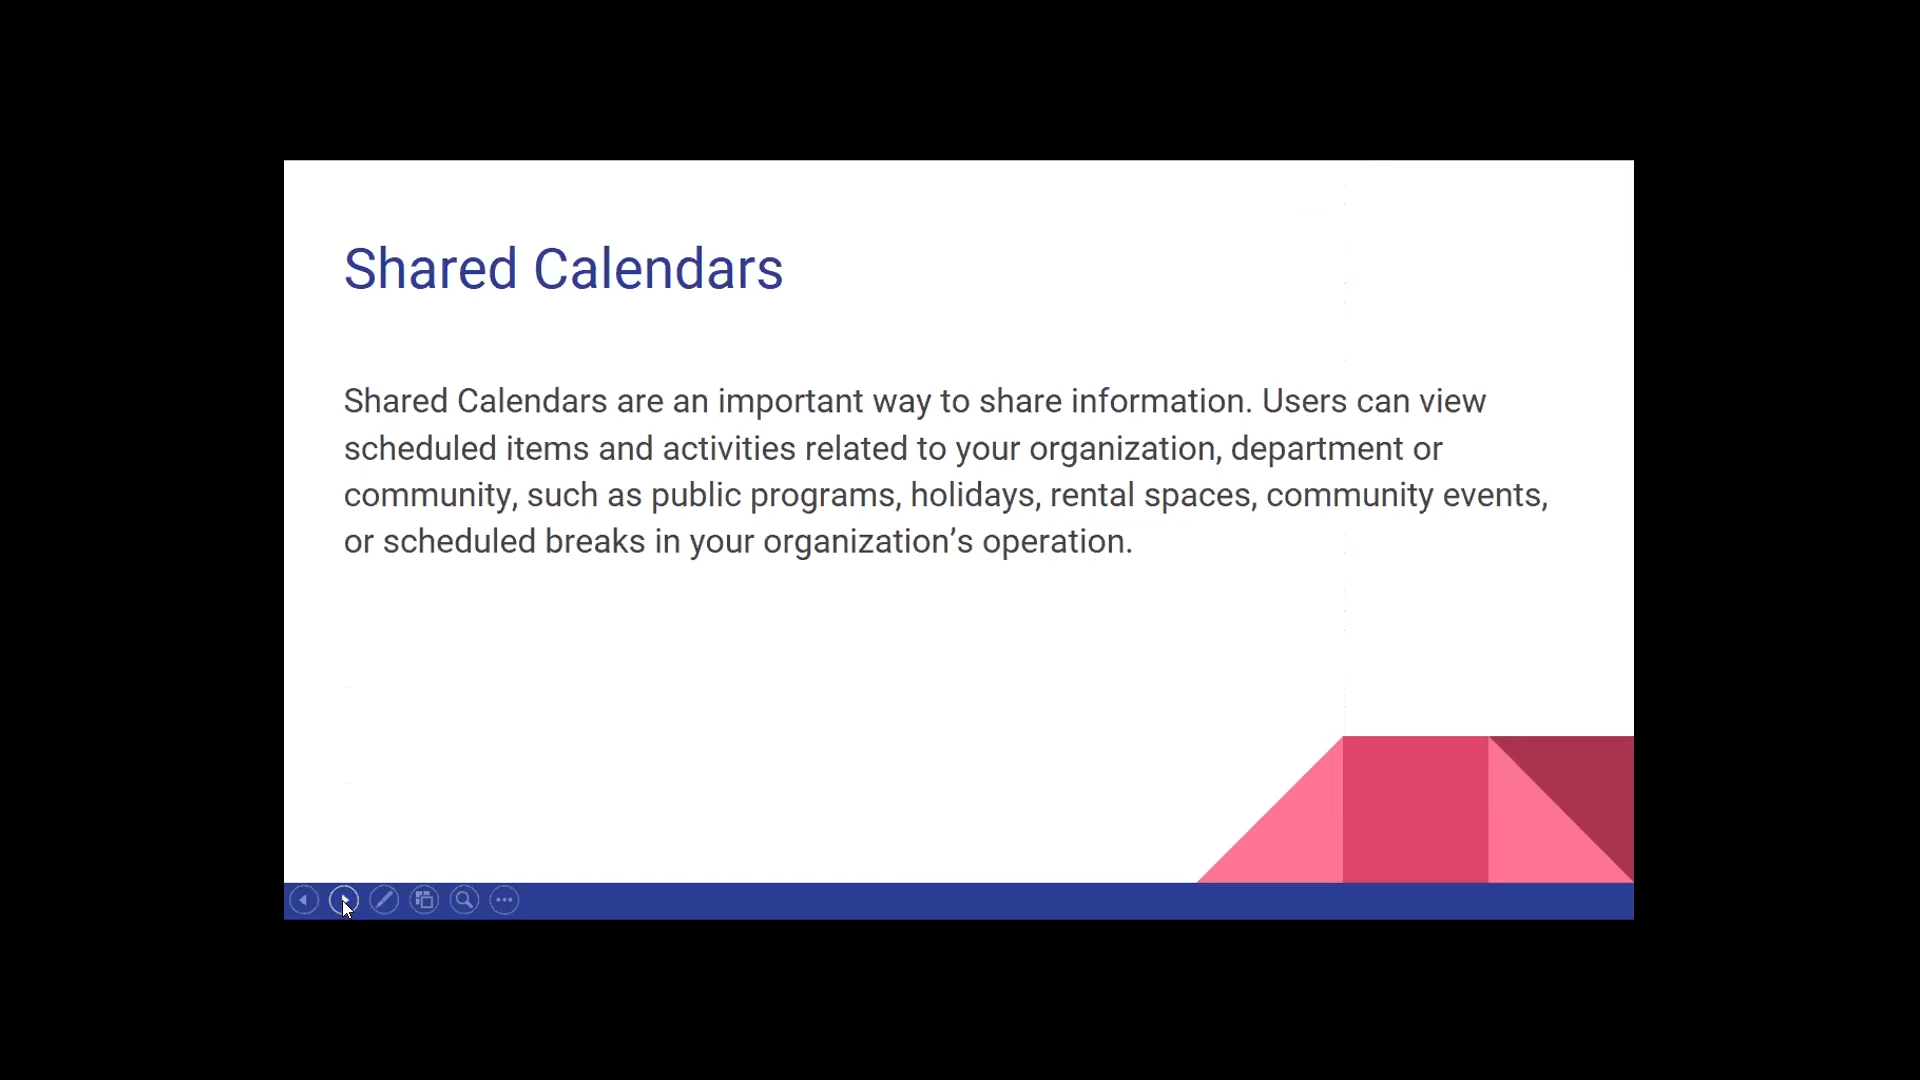 Shared Calendars
Shared Calendars are an important way to share information. Users can view
scheduled items and activities related to your organization, department or
community, such as public programs, holidays, rental spaces, community events,
or scheduled breaks in your organization’s operation.